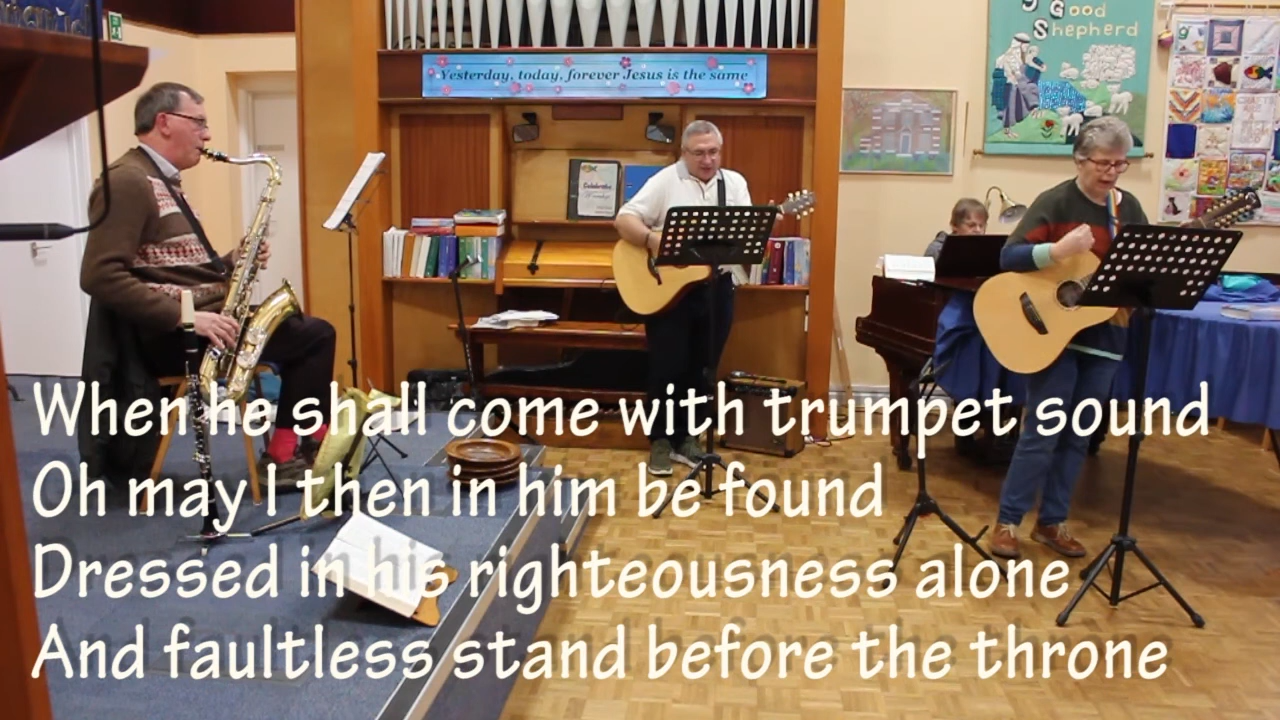 Good
Shepherd
Yesterday, today, forever Jesus is the same
Celebrate
When he shall come with trumpet sound
Oh may I then in him be found
Dressed in his righteousness alone
And faultless stand before the throne